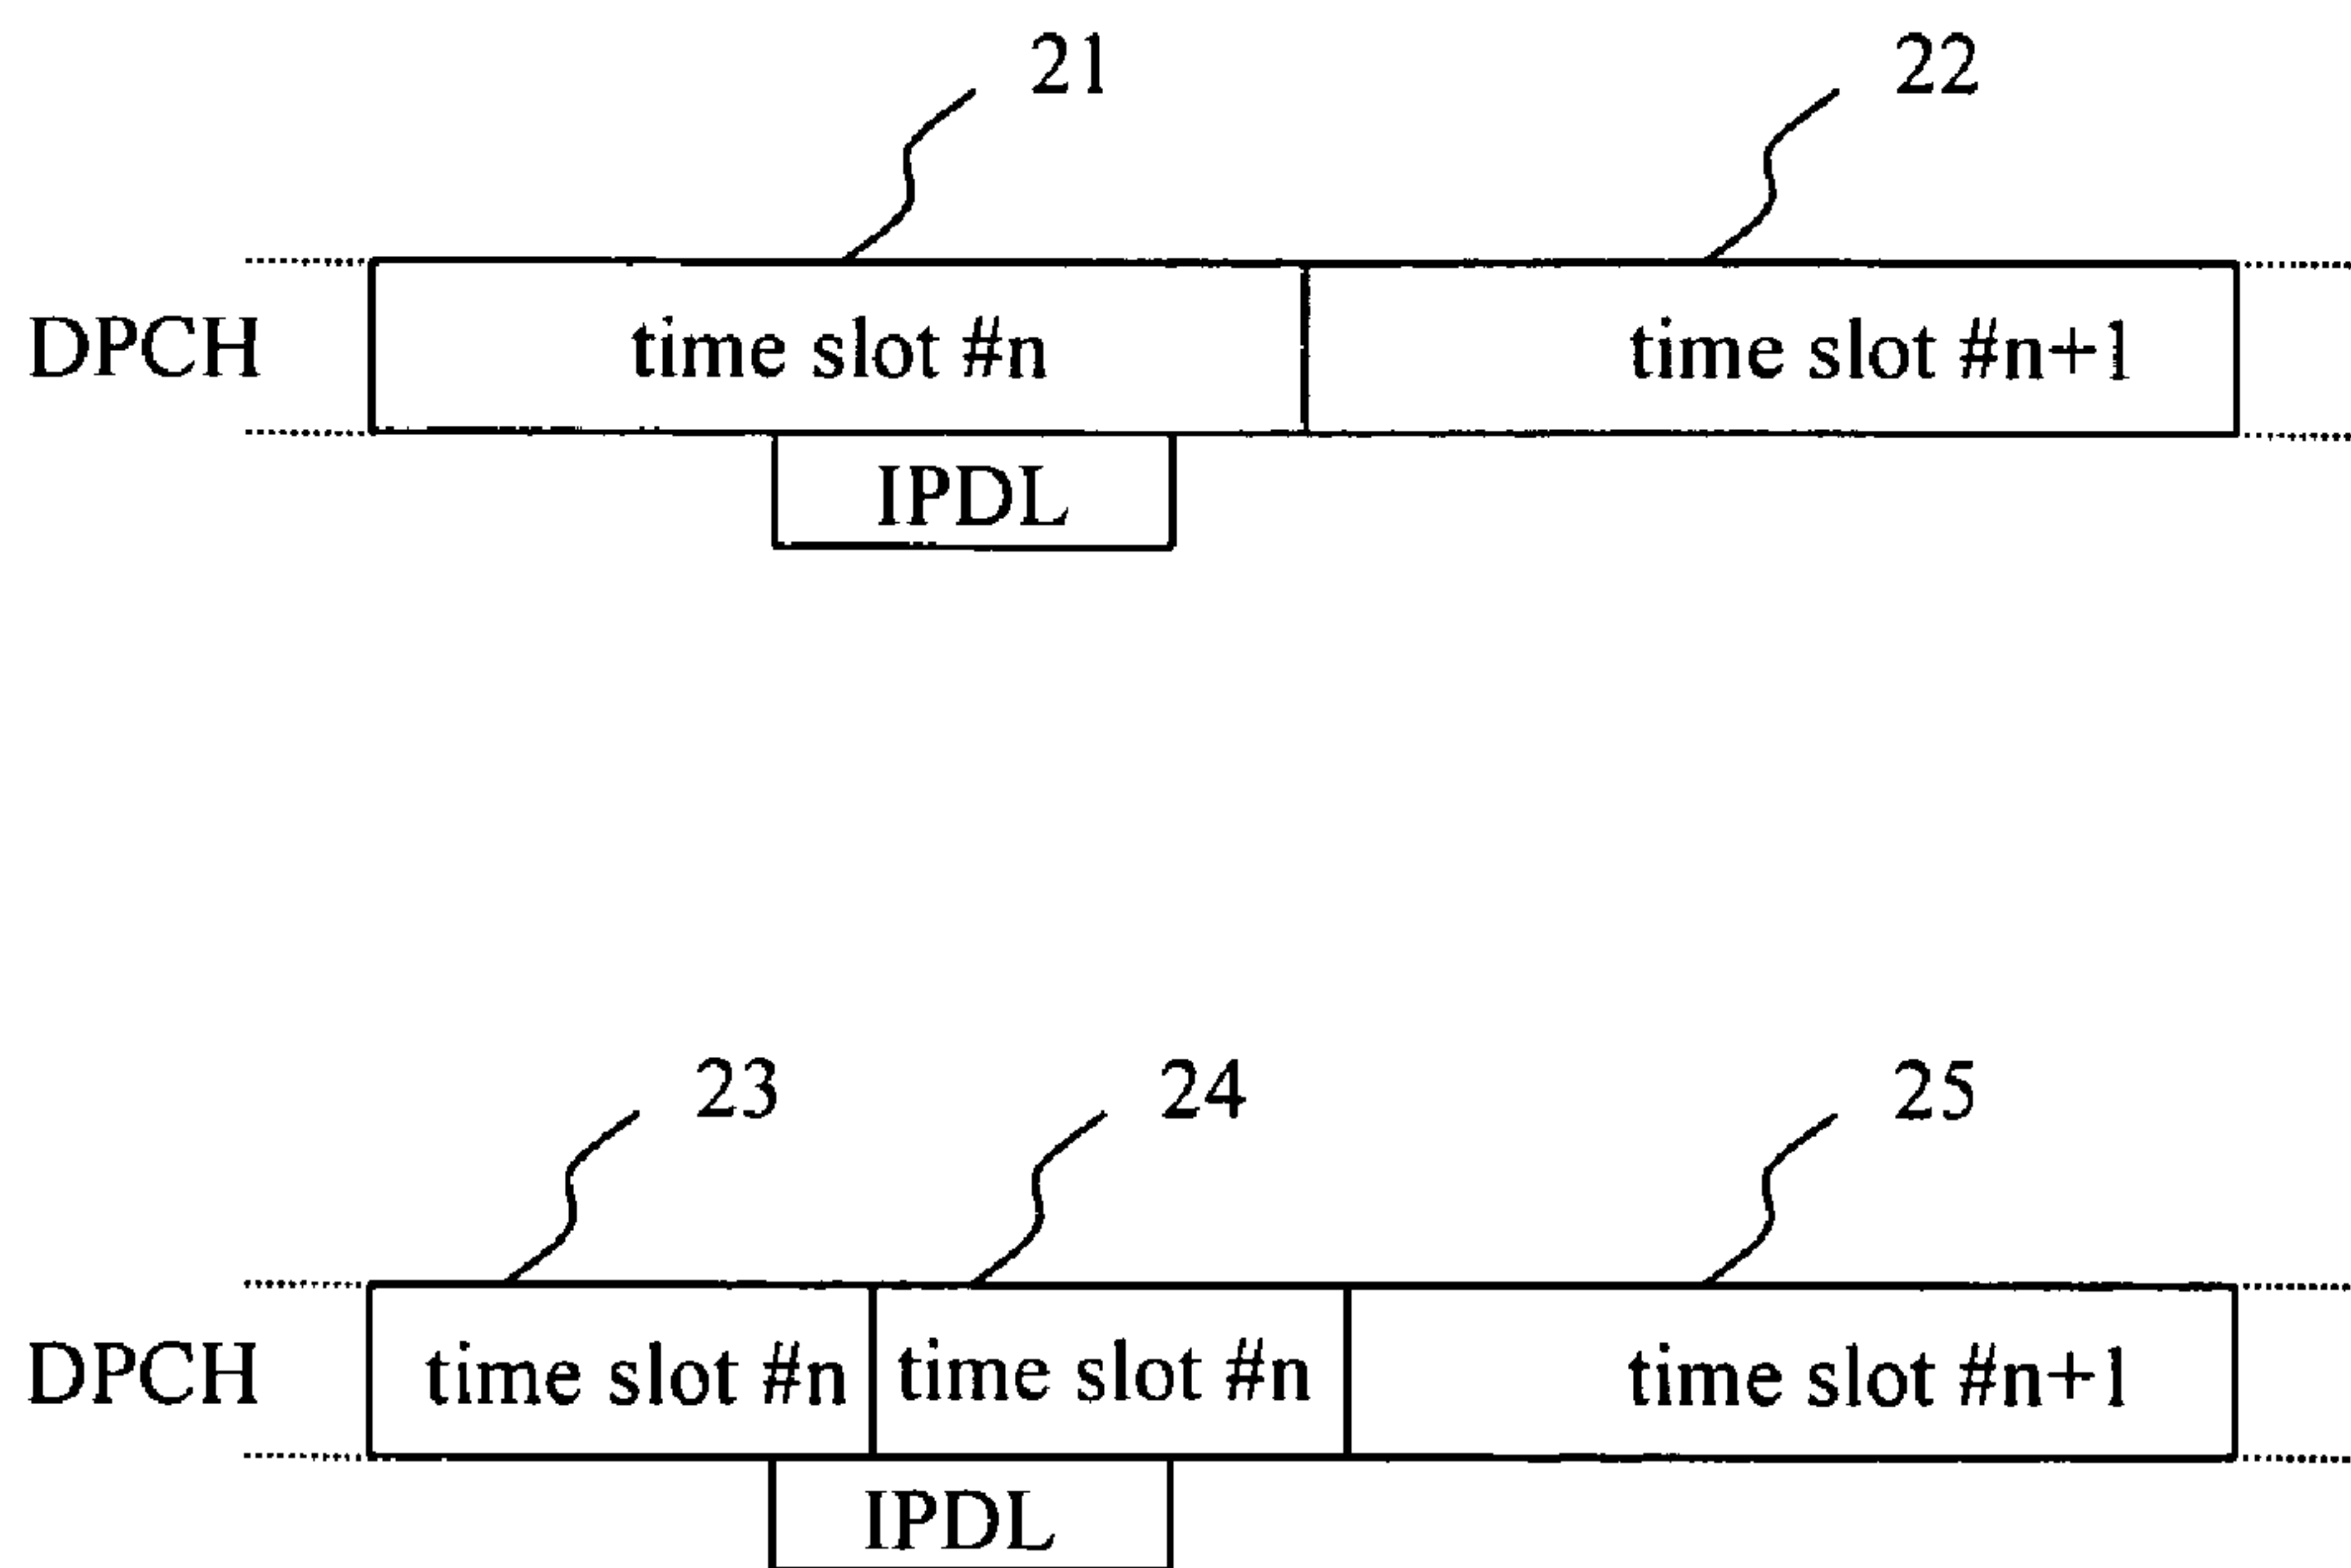 21 22
DPCH time slot #n time slot #n+1
IPDL
23 24 25
DPCH time slot #n time slot #n time slot #n+1
IPDL